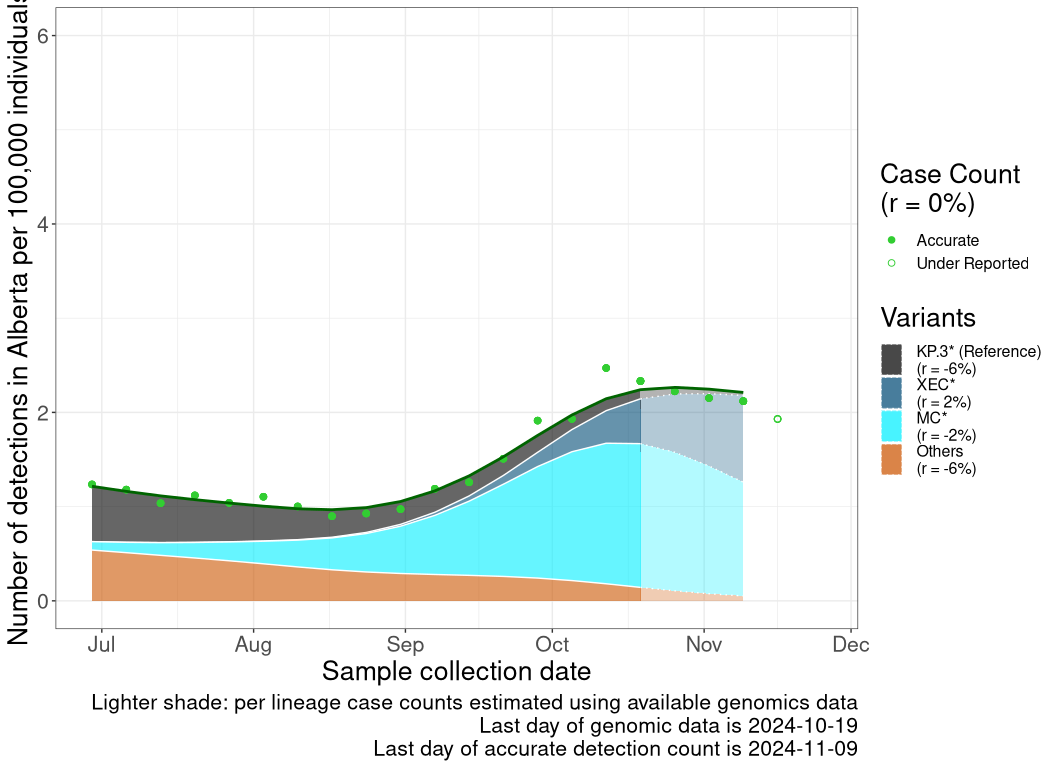 Number of detections in Alberta per 100,000 individuals
6
4
2
0
Jul Aug Sep Oct Nov Dec
Sample collection date
Lighter shade: per lineage case counts estimated using available genomics data
Last day of genomic data is 2024-10-19
Last day of accurate detection count is 2024-11-09
Case Count
(r = 0%)
Accurate
Under Reported
Variants
KP.3* (Reference)
(r = -6%)
XEC*
(r = 2%)
MC*
(r = -2%)
Others
(r = -6%)